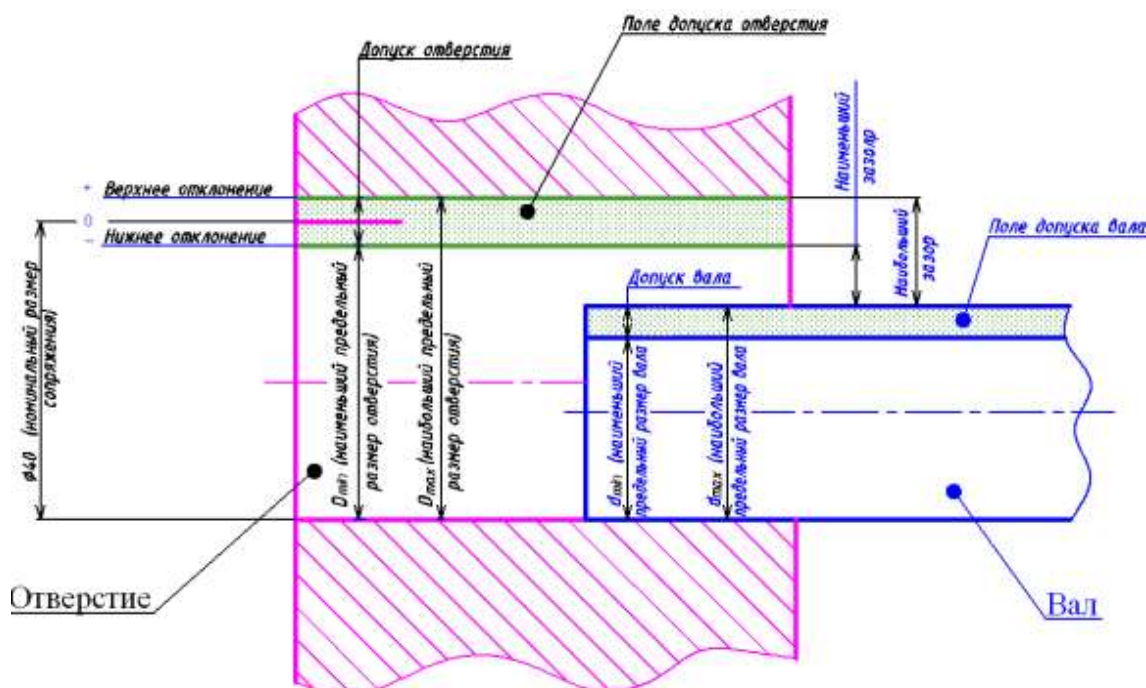 Поле допуска отверстия
Допуск отверстия
Наименьший
зазолр
+
Верхнее отклонение
0
−
Нижнее отклонение
Наибольший
зазор
Поле допуска вала
Допуск вала
Ø40 (номинальный размер
сопряжения)
Dmin (наименьший предельный
размер отверстия)
Dmax (наибольший предельный
размер отверстия)
dmin (наименьший
предельный размер вала
dmax (наибольший
предельный размер вала
Отверстие
Вал